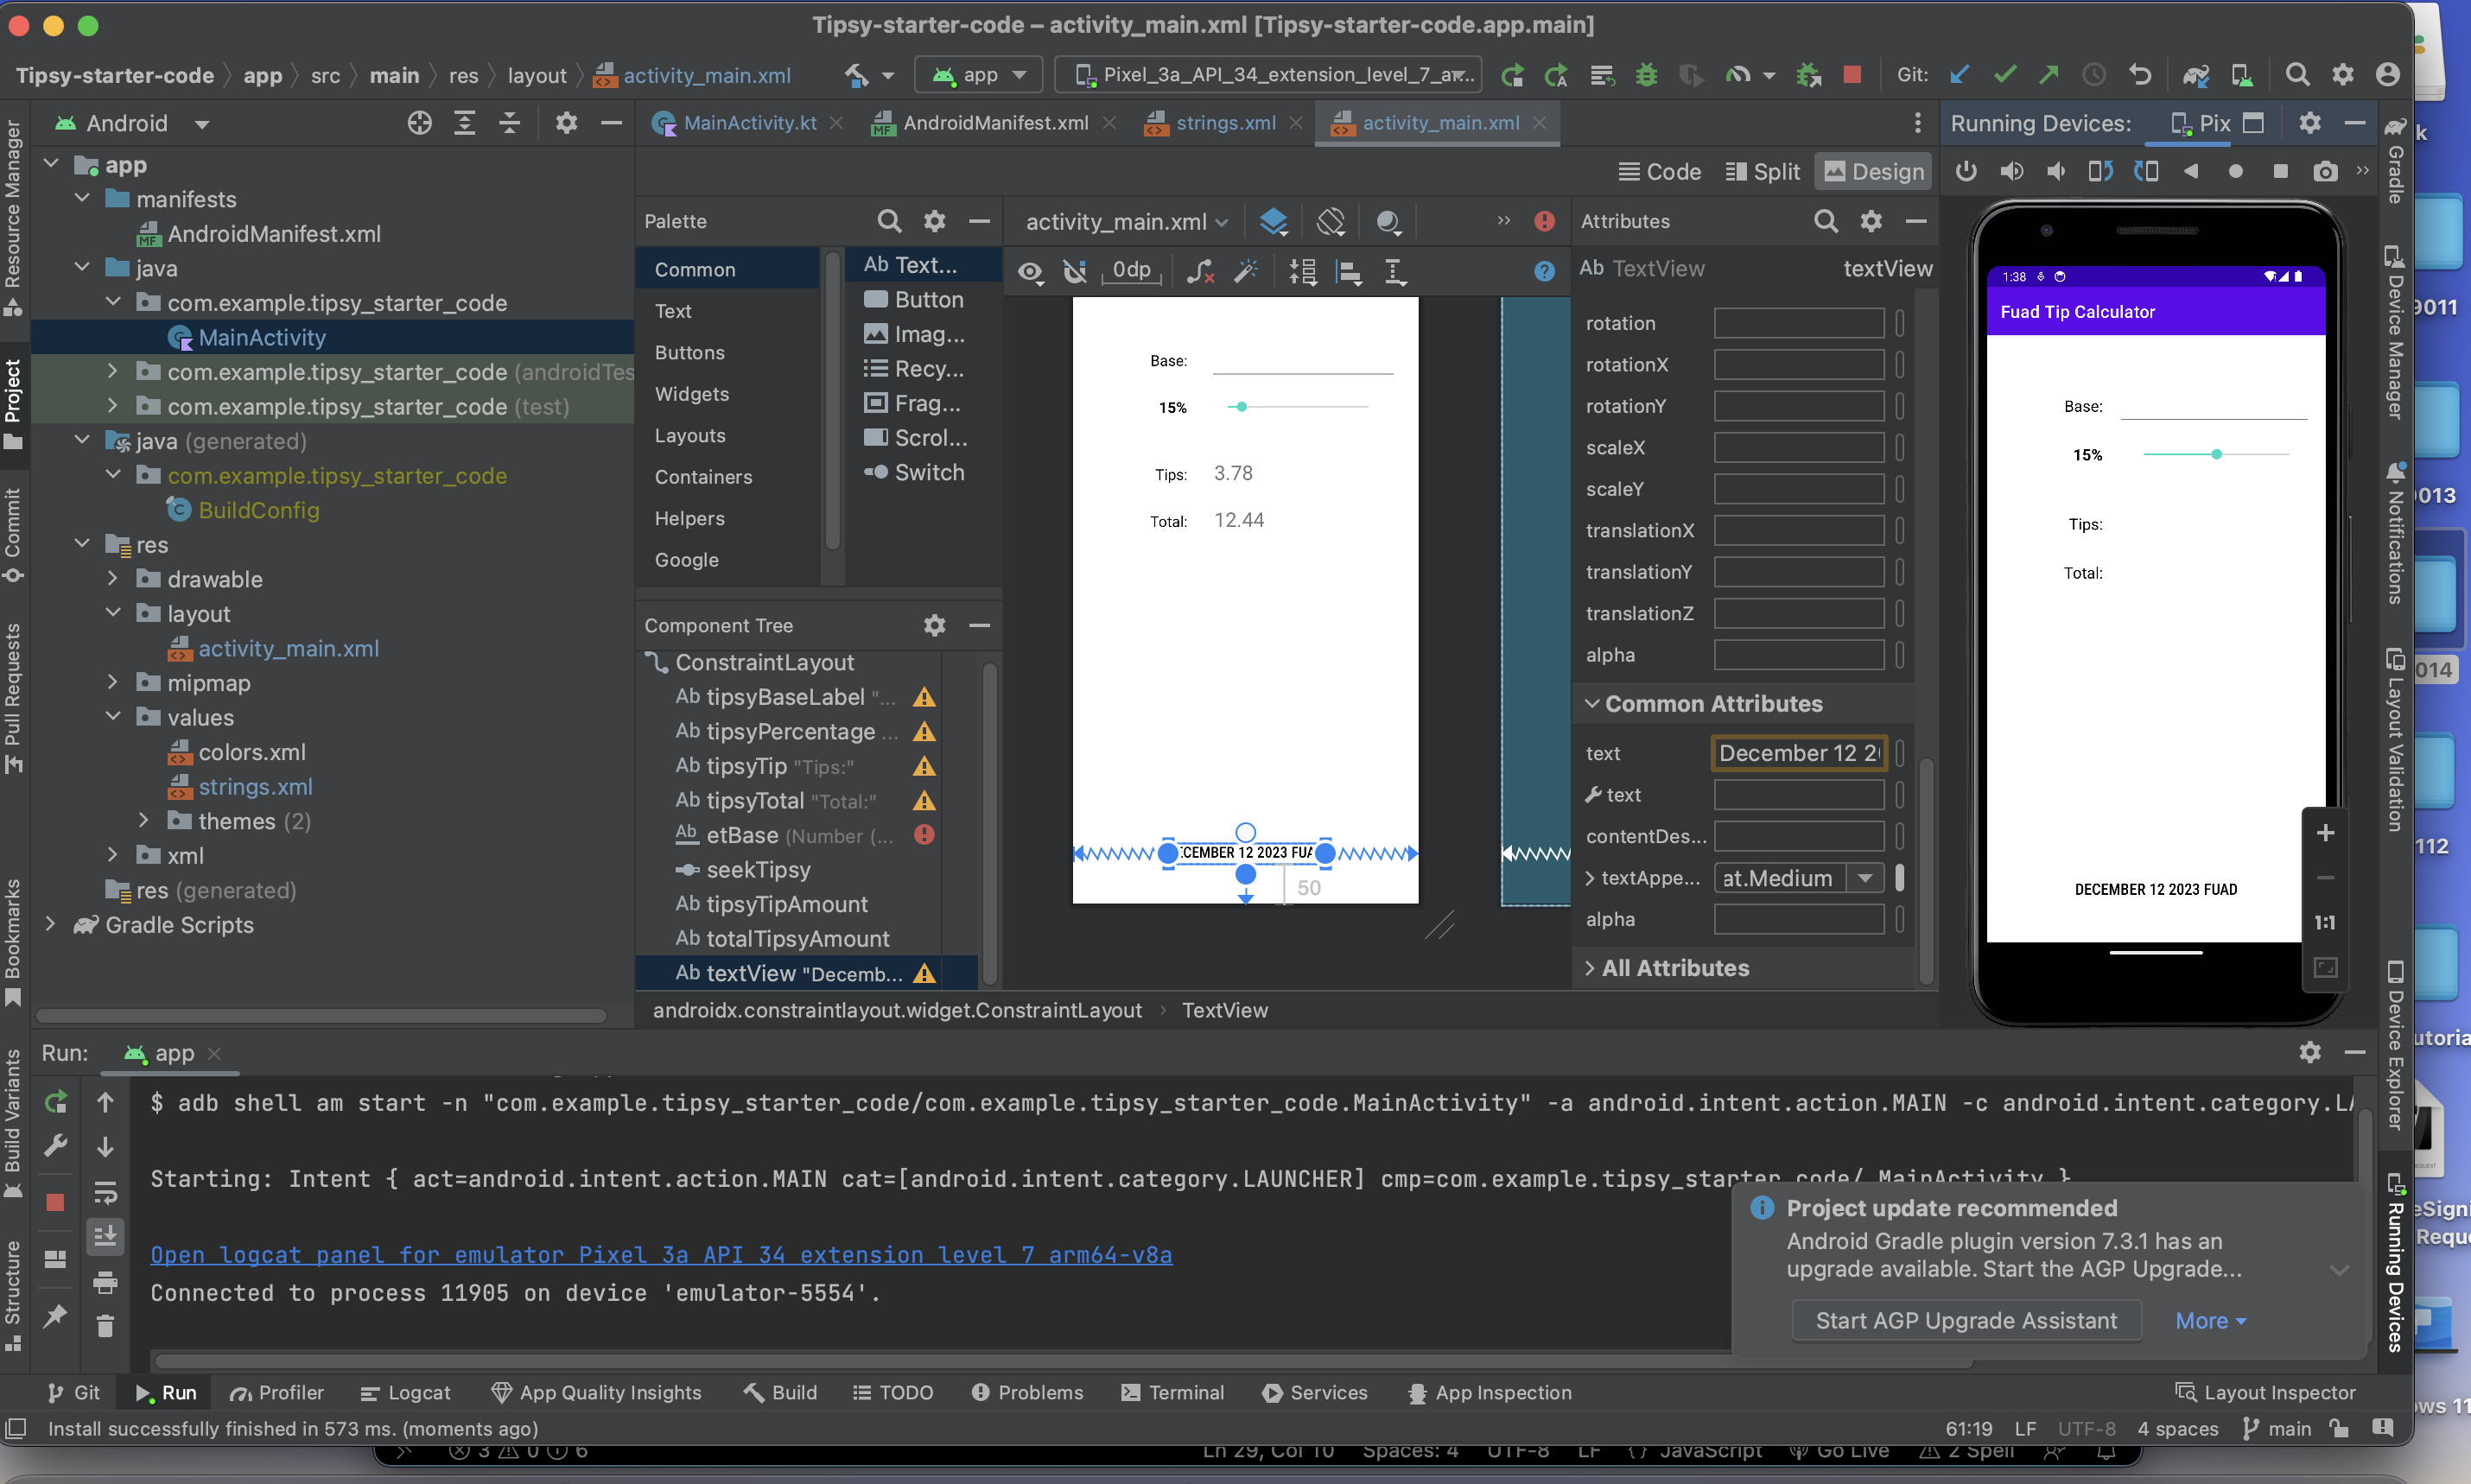 Tipsy-starter-code – activity_main.xml [Tipsy-starter-code.app.main]
Tipsy-starter-code app src main res layout activity_main.xml app Pixel_3a_API_34_extension_level_7_a... Git:
Android MainActivity.kt AndroidManifest.xml strings.xml activity_main.xml Running Devices: Pix
Code Split Design
Resource Manager
Project
Commit
Pull Requests
Bookmarks
Build Variants
Structure
app
manifests
AndroidManifest.xml
java
com.example.tipsy_starter_code
MainActivity
com.example.tipsy_starter_code (androidTes
com.example.tipsy_starter_code (test)
java (generated)
com.example.tipsy_starter_code
BuildConfig
res
drawable
layout
activity_main.xml
mipmap
values
colors.xml
strings.xml
themes (2)
xml
res (generated)
Gradle Scripts
Palette
Common
Text
Buttons
Widgets
Layouts
Containers
Helpers
Google
Ab Text...
Button
Imag...
Recy...
Frag...
Scrol...
Switch
Component Tree
ConstraintLayout
Ab tipsyBaseLabel "...
Ab tipsyPercentage ...
Ab tipsyTip "Tips:"
Ab tipsyTotal "Total:"
Ab etBase (Number (...
seekTipsy
Ab tipsyTipAmount
Ab totalTipsyAmount
Ab textView "Decemb...
activity_main.xml
0dp
Base:
15%
Tips: 3.78
Total: 12.44
ECEMBER 12 2023 FUA
50
androidx.constraintlayout.widget.ConstraintLayout TextView
Attributes
Ab TextView textView
rotation
rotationX
rotationY
scaleX
scaleY
translationX
translationY
translationZ
alpha
Common Attributes
text December 12 2
text
contentDes...
textAppe... at.Medium
alpha
All Attributes
1:38
Fuad Tip Calculator
Base:
15%
Tips:
Total:
DECEMBER 12 2023 FUAD
1:1
Gradle
Device Manager
Notifications
Layout Validation
Device Explorer
Running Devices
k
9011
9013
014
112
utoria
eSigni
Reque
ows 11
Run: app
$ adb shell am start -n "com.example.tipsy_starter_code/com.example.tipsy_starter_code.MainActivity" -a android.intent.action.MAIN -c android.intent.category.LA
Starting: Intent { act=android.intent.action.MAIN cat=[android.intent.category.LAUNCHER] cmp=com.example.tipsy_starter_code/.MainActivity }
Open logcat panel for emulator Pixel 3a API 34 extension level 7 arm64-v8a
Connected to process 11905 on device 'emulator-5554'.
Project update recommended
Android Gradle plugin version 7.3.1 has an
upgrade available. Start the AGP Upgrade...
Start AGP Upgrade Assistant More
Git Run Profiler Logcat App Quality Insights Build TODO Problems Terminal Services App Inspection Layout Inspector
Install successfully finished in 573 ms. (moments ago) 61:19 LF UTF-8 4 spaces main
3 0 6 Ln 29, Col 10 Spaces: 4 UTF-8 LF {} JavaScript Go Live 2 Spell